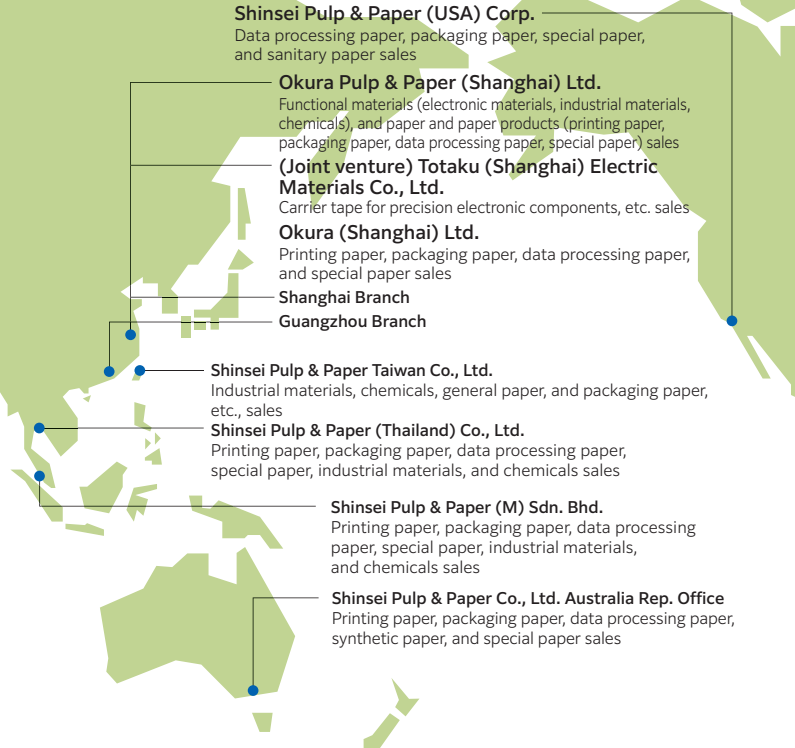 Shinsei Pulp & Paper (USA) Corp.
Data processing paper, packaging paper, special paper,
and sanitary paper sales
Okura Pulp & Paper (Shanghai) Ltd.
Functional materials (electronic materials, industrial materials,
chemicals), and paper and paper products (printing paper,
packaging paper, data processing paper, special paper) sales
(Joint venture) Totaku (Shanghai) Electric
Materials Co., Ltd.
Carrier tape for precision electronic components, etc. sales
Okura (Shanghai) Ltd.
Printing paper, packaging paper, data processing paper,
and special paper sales
Shanghai Branch
Guangzhou Branch
Shinsei Pulp & Paper Taiwan Co., Ltd.
Industrial materials, chemicals, general paper, and packaging paper,
etc., sales
Shinsei Pulp & Paper (Thailand) Co., Ltd.
Printing paper, packaging paper, data processing paper,
special paper, industrial materials, and chemicals sales
Shinsei Pulp & Paper (M) Sdn. Bhd.
Printing paper, packaging paper, data processing
paper, special paper, industrial materials,
and chemicals sales
Shinsei Pulp & Paper Co., Ltd. Australia Rep. Office
Printing paper, packaging paper, data processing paper,
synthetic paper, and special paper sales